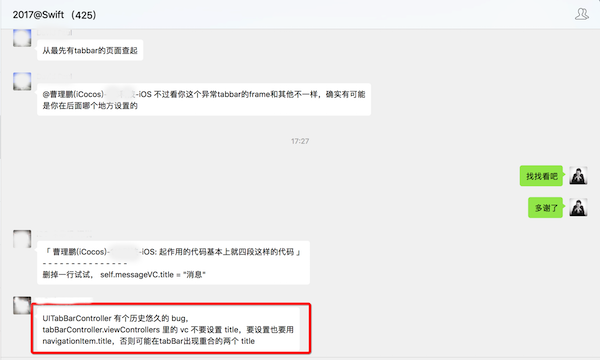 2017@Swift (425)
从最先有tabbar的页面查起
@曹理鹏(iCocos)- -iOS 不过看你这个异常tabbar的frame和其他不一样，确实有可能
是你在后面哪个地方设置的
17:27
找找看吧
多谢了
「 曹理鹏(iCocos)- -iOS: 起作用的代码基本上就四段这样的代码 」
- - - - - - - - - - - - - - -
删掉一行试试， self.messageVC.title = "消息"
UITabBarController 有个历史悠久的 bug,
tabBarController.viewControllers 里的 vc 不要设置 title，要设置也要用
navigationItem.title，否则可能在tabBar出现重合的两个 title